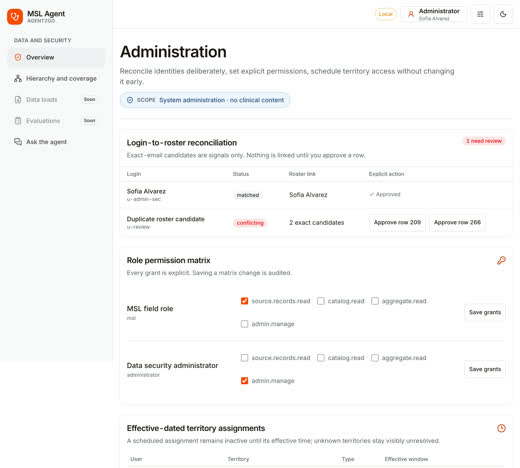 MSL Agent
AGENT2GO
Local
Administrator
Sofia Alvarez
DATA AND SECURITY
Overview
Hierarchy and coverage
Data loads
Soon
Evaluations
Soon
Ask the agent
Administration
Reconcile identities deliberately, set explicit permissions, schedule territory access without changing
it early.
SCOPE System administration · no clinical content
Login-to-roster reconciliation
1 need review
Exact-email candidates are signals only. Nothing is linked until you approve a row.
Login Status Roster link Explicit action
Sofia Alvarez
u-admin-sec
matched
Sofia Alvarez
✓ Approved
Duplicate roster candidate
u-review
conflicting
2 exact candidates
Approve row 209
Approve row 266
Role permission matrix
Every grant is explicit. Saving a matrix change is audited.
MSL field role
msl
source.records.read catalog.read aggregate.read
admin.manage
Save grants
Data security administrator
administrator
source.records.read catalog.read aggregate.read
admin.manage
Save grants
Effective-dated territory assignments
A scheduled assignment remains inactive until its effective time; unknown territories stay visibly unresolved.
User Territory Type Effective window